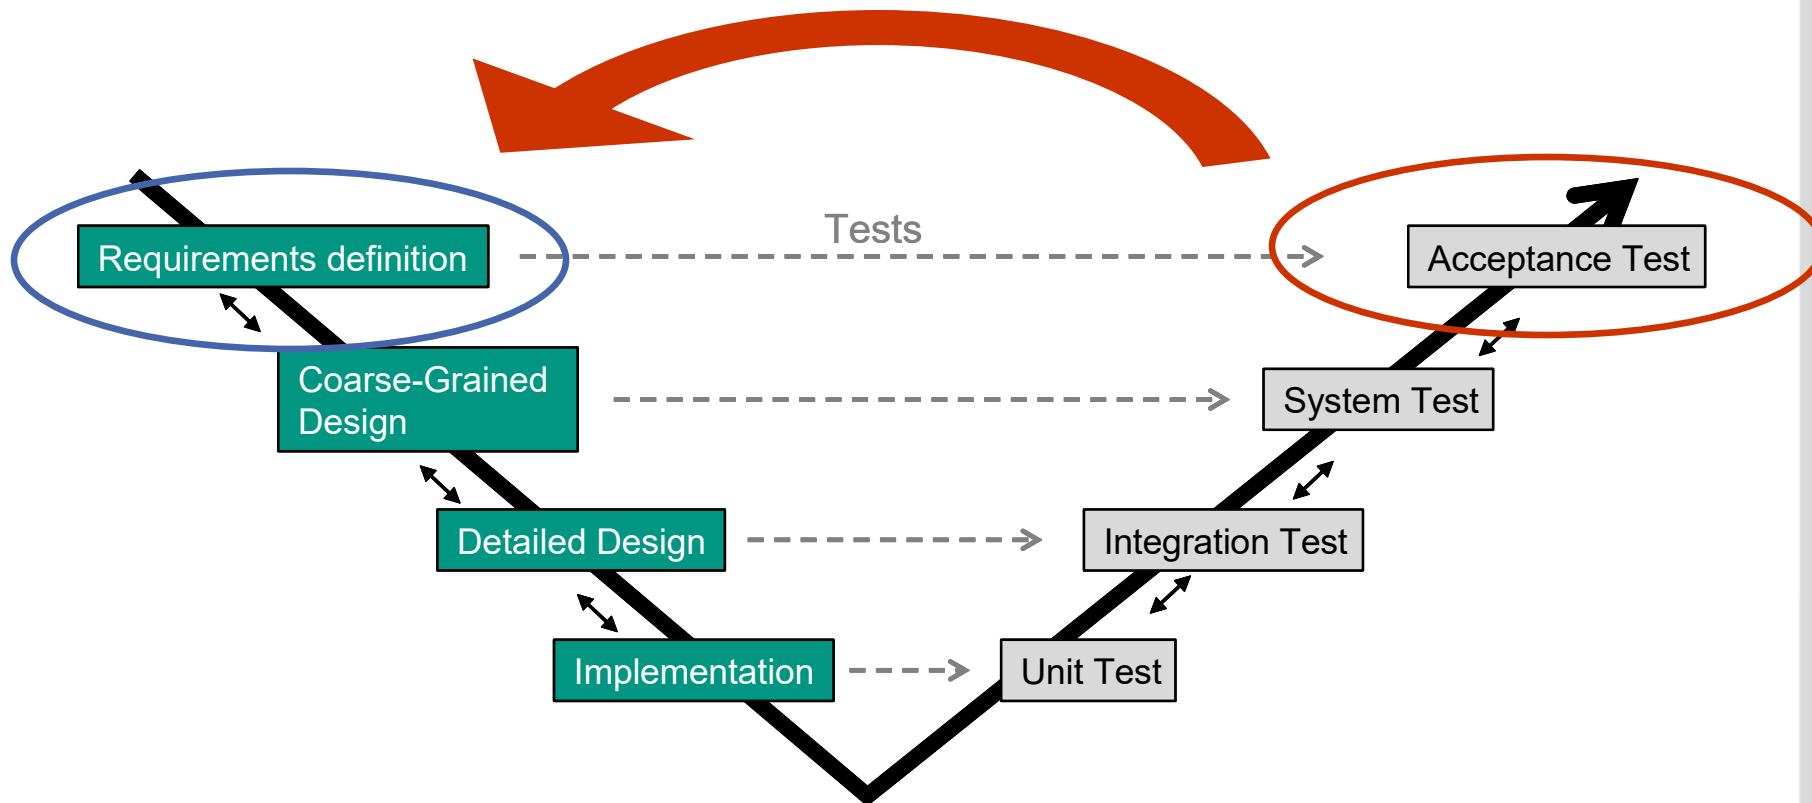 Tests
Requirements definition
Acceptance Test
Coarse-Grained
Design
System Test
Detailed Design
Integration Test
Implementation
Unit Test